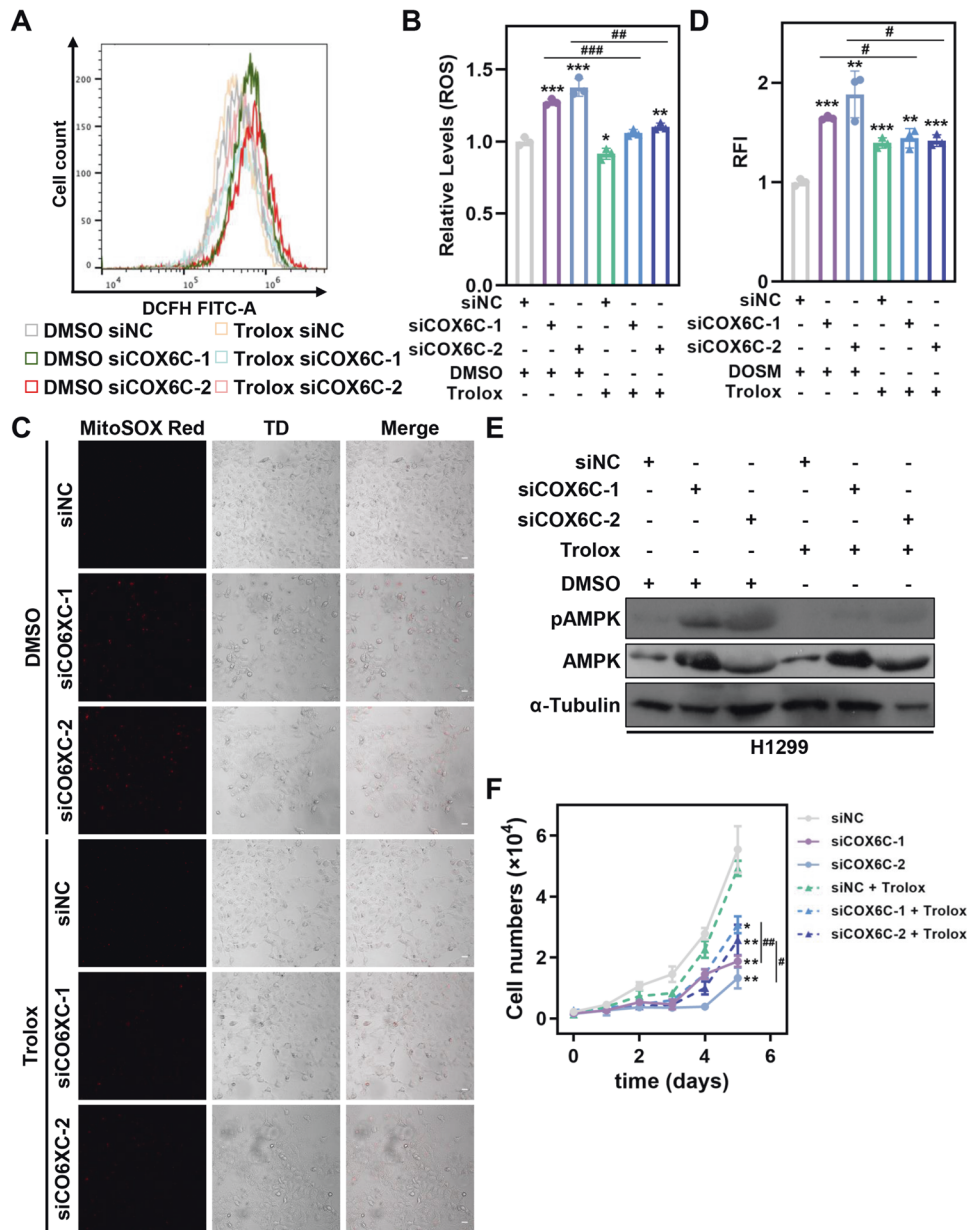 A
Cell count
200
150
100
50
0
10^4
10^5
10^6
DCFH FITC-A
DMSO siNC
Trolox siNC
DMSO siCOX6C-1
Trolox siCOX6C-1
DMSO siCOX6C-2
Trolox siCOX6C-2
B
Relative Levels (ROS)
1.5
1.0
0.5
0.0
##
###
***
***
*
**
siNC + - - + - -
siCOX6C-1 - + - - + -
siCOX6C-2 - - + - - +
DMSO + + + - - -
Trolox - - - + + +
D
RFI
2
1
0
#
#
***
**
***
**
***
siNC + - - + - -
siCOX6C-1 - + - - + -
siCOX6C-2 - - + - - +
DOSM + + + - - -
Trolox - - - + + +
C
MitoSOX Red TD Merge
DMSO
siNC
siCO6XC-1
siCO6XC-2
Trolox
siNC
siCO6XC-1
siCO6XC-2
E
siNC + - - + - -
siCOX6C-1 - + - - + -
siCOX6C-2 - - + - - +
Trolox - - - + + +
DMSO + + + - - -
pAMPK
AMPK
α-Tubulin
H1299
F
Cell numbers (×10^4)
6
4
2
0
0 2 4 6
time (days)
*
**
**
**
##
#
siNC
siCOX6C-1
siCOX6C-2
siNC + Trolox
siCOX6C-1 + Trolox
siCOX6C-2 + Trolox